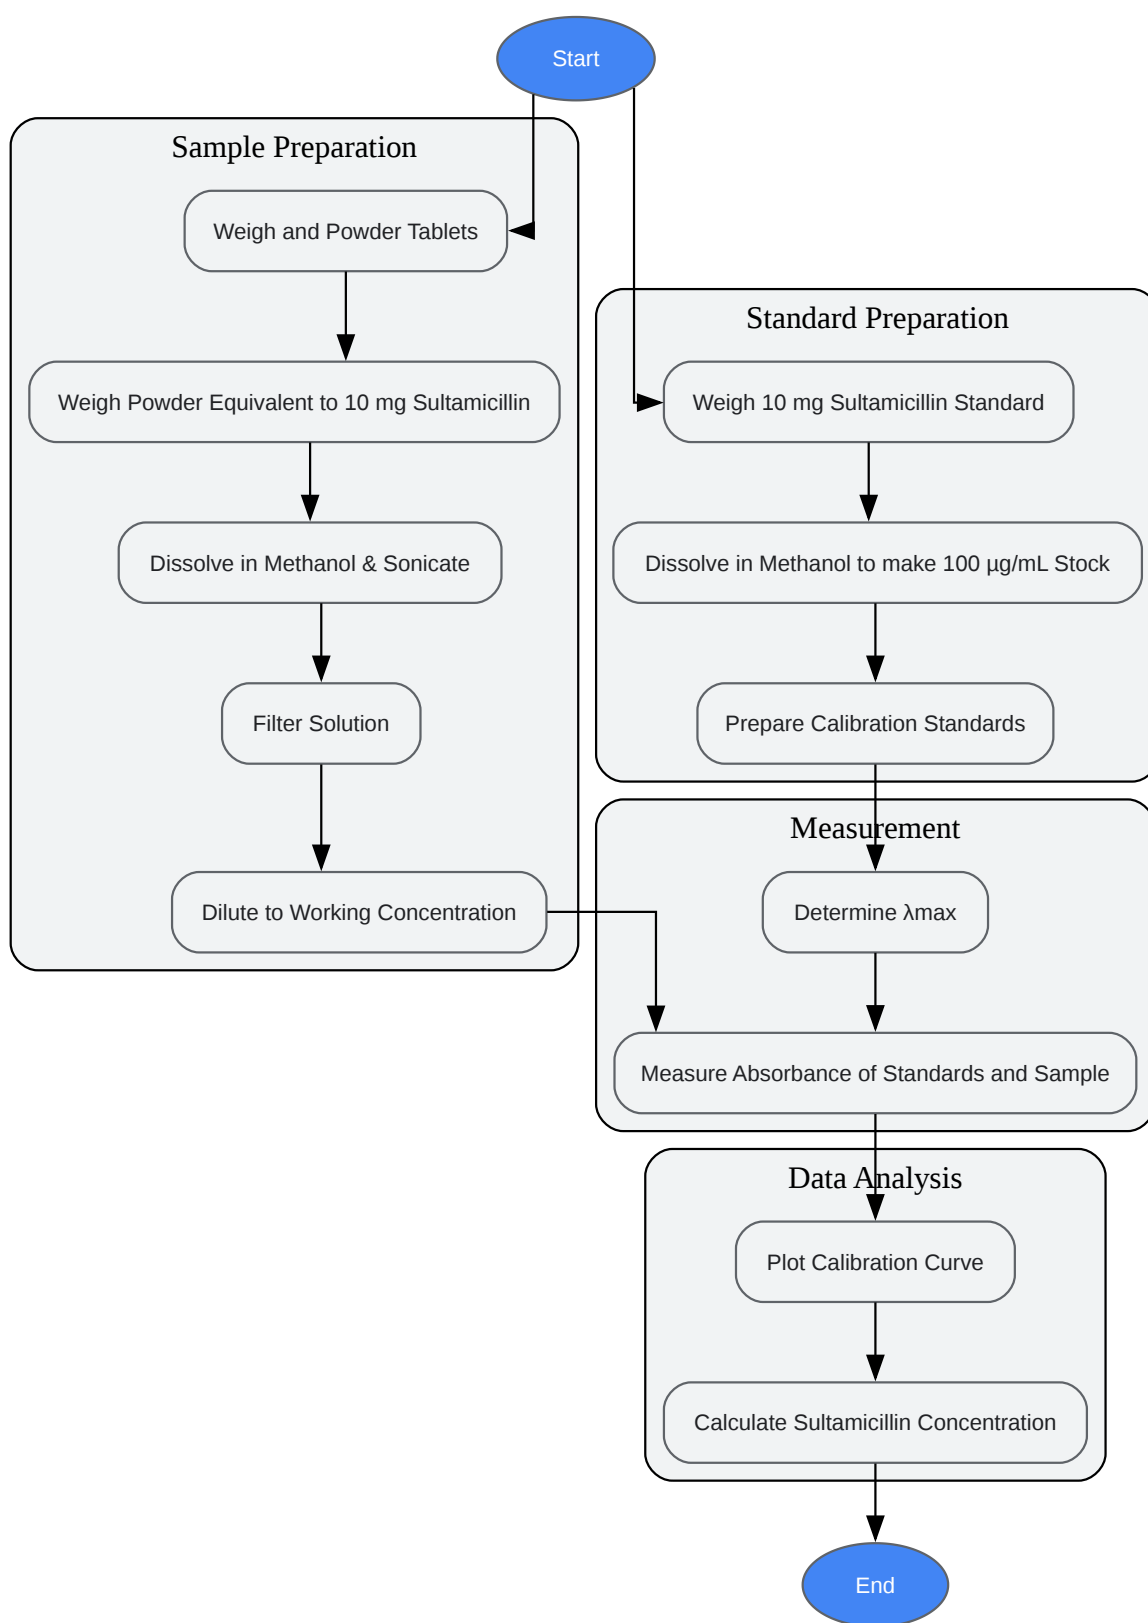 Start
Sample Preparation
Weigh and Powder Tablets
Weigh Powder Equivalent to 10 mg Sultamicillin
Dissolve in Methanol & Sonicate
Filter Solution
Dilute to Working Concentration
Standard Preparation
Weigh 10 mg Sultamicillin Standard
Dissolve in Methanol to make 100 µg/mL Stock
Prepare Calibration Standards
Measurement
Determine λmax
Measure Absorbance of Standards and Sample
Data Analysis
Plot Calibration Curve
Calculate Sultamicillin Concentration
End